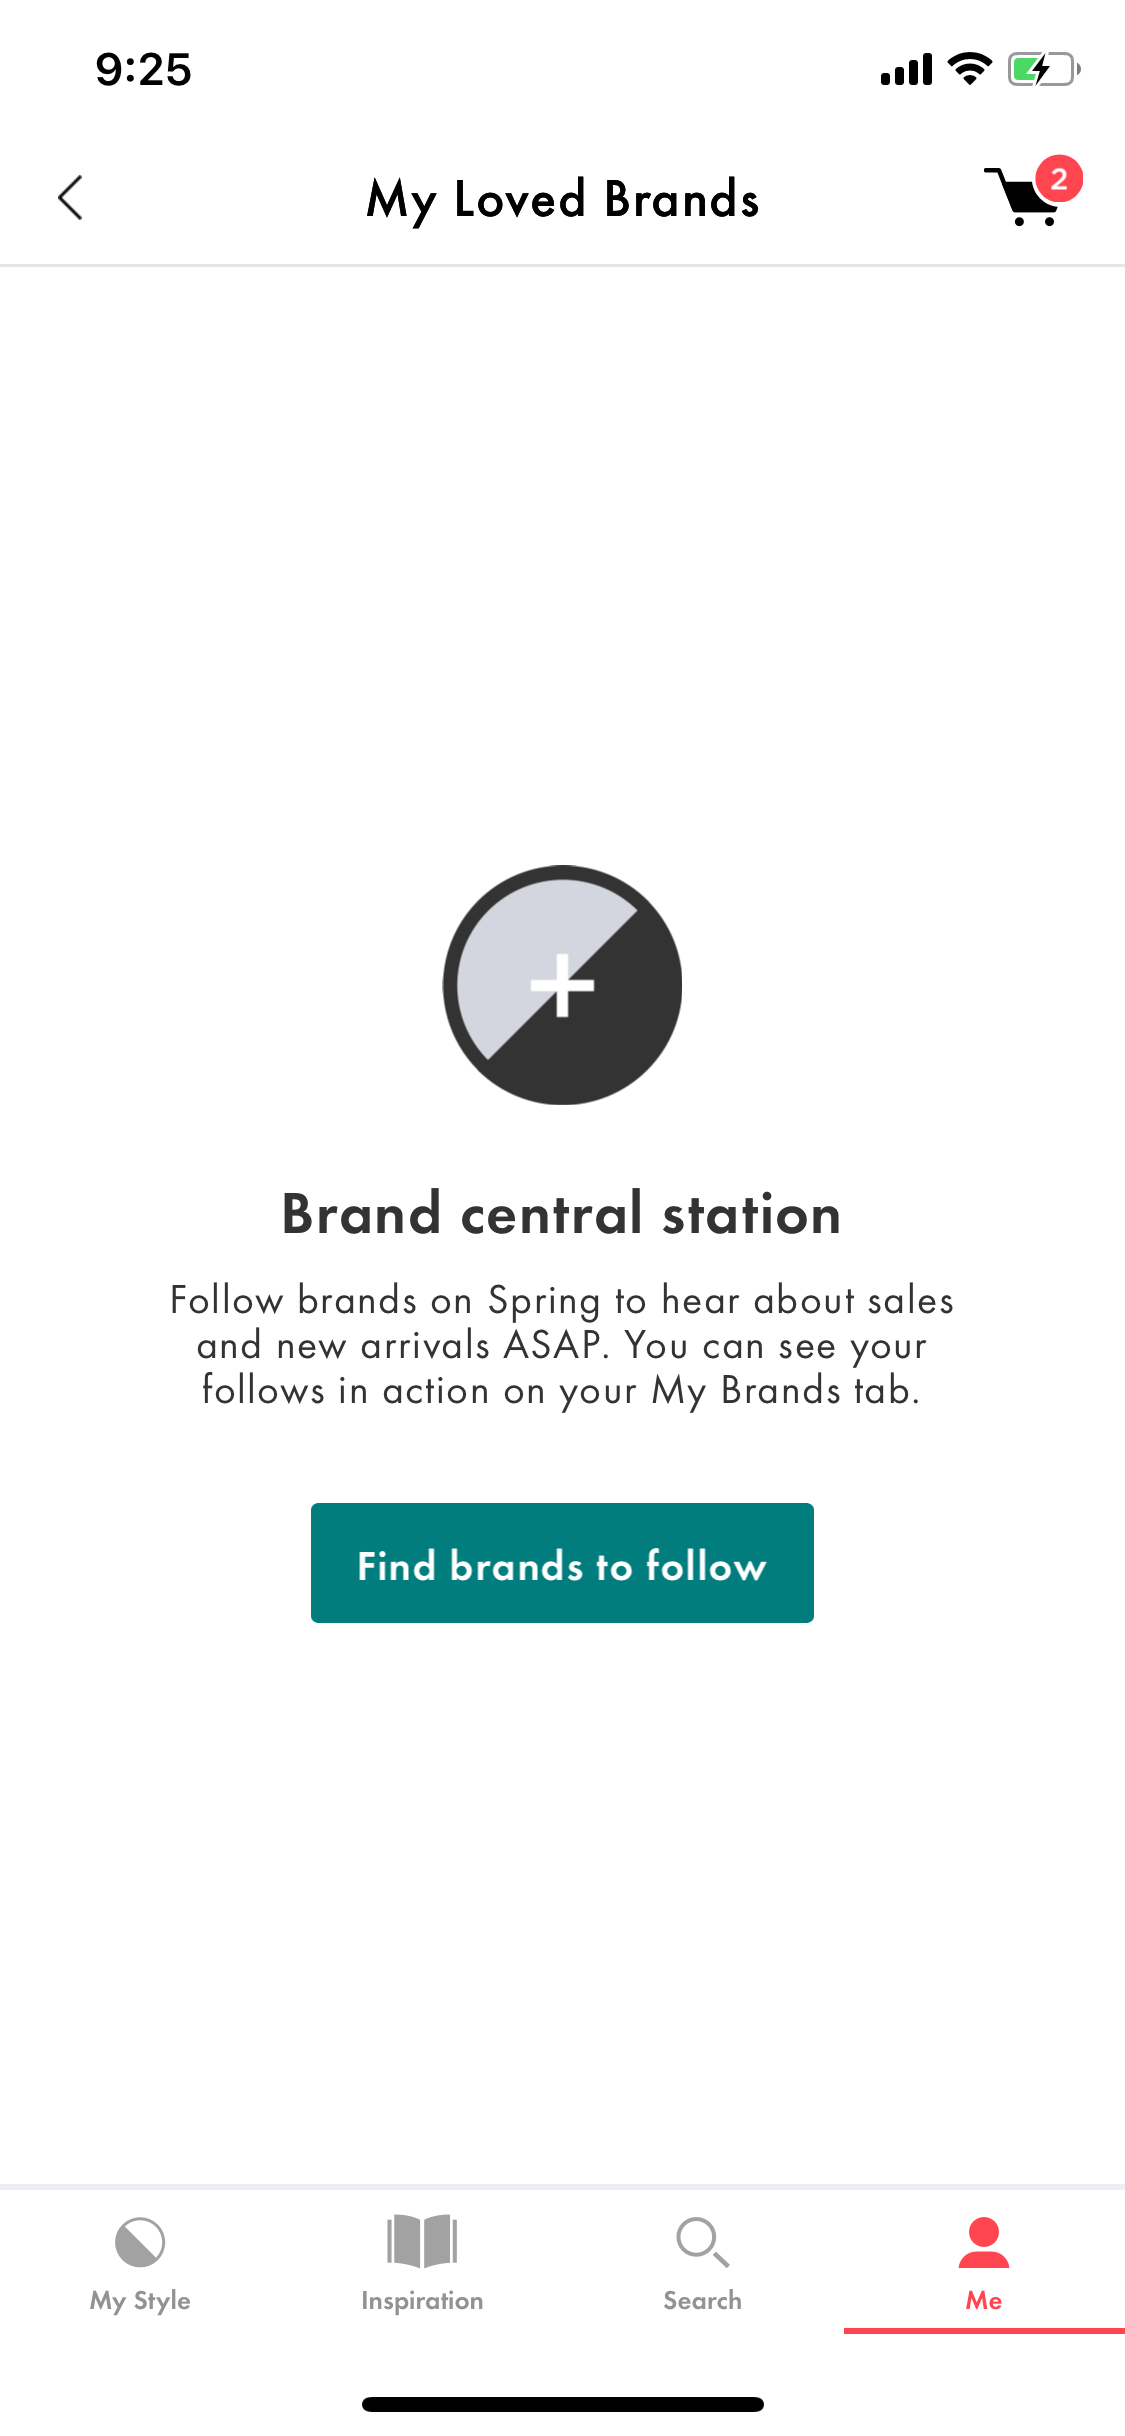 9:25
My Loved Brands
2
Brand central station
Follow brands on Spring to hear about sales
and new arrivals ASAP. You can see your
follows in action on your My Brands tab.
Find brands to follow
My Style
Inspiration
Search
Me